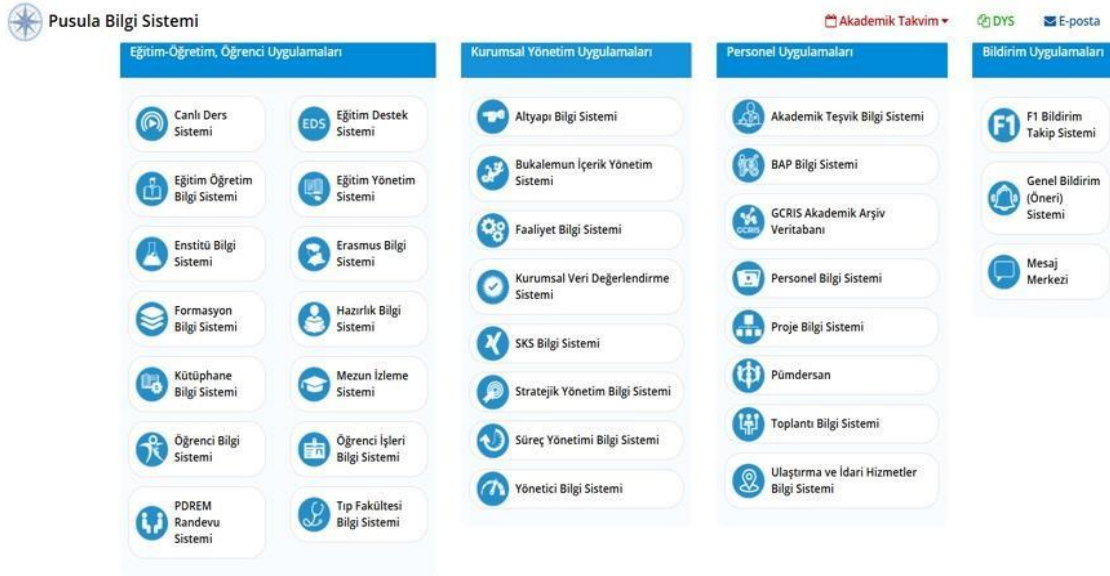 Pusula Bilgi Sistemi
Akademik Takvim
DYS
E-posta
Eğitim-Öğretim, Öğrenci Uygulamaları
Canlı Ders
Sistemi
EDS
Eğitim Destek
Sistemi
Eğitim Öğretim
Bilgi Sistemi
Eğitim Yönetim
Sistemi
Enstitü Bilgi
Sistemi
Erasmus Bilgi
Sistemi
Formasyon
Bilgi Sistemi
Hazırlık Bilgi
Sistemi
Kütüphane
Bilgi Sistemi
Mezun İzleme
Sistemi
Öğrenci Bilgi
Sistemi
Öğrenci İşleri
Bilgi Sistemi
PDREM
Randevu
Sistemi
Tıp Fakültesi
Bilgi Sistemi
Kurumsal Yönetim Uygulamaları
Altyapı Bilgi Sistemi
Bukalemun İçerik Yönetim
Sistemi
Faaliyet Bilgi Sistemi
Kurumsal Veri Değerlendirme
Sistemi
SKS Bilgi Sistemi
Stratejik Yönetim Bilgi Sistemi
Süreç Yönetimi Bilgi Sistemi
Yönetici Bilgi Sistemi
Personel Uygulamaları
Akademik Teşvik Bilgi Sistemi
BAP Bilgi Sistemi
GCRIS
GCRIS Akademik Arşiv
Veritabanı
Personel Bilgi Sistemi
Proje Bilgi Sistemi
Pümdersan
Toplantı Bilgi Sistemi
Ulaştırma ve İdari Hizmetler
Bilgi Sistemi
Bildirim Uygulamaları
F1
F1 Bildirim
Takip Sistemi
Genel Bildirim
(Öneri)
Sistemi
Mesaj
Merkezi